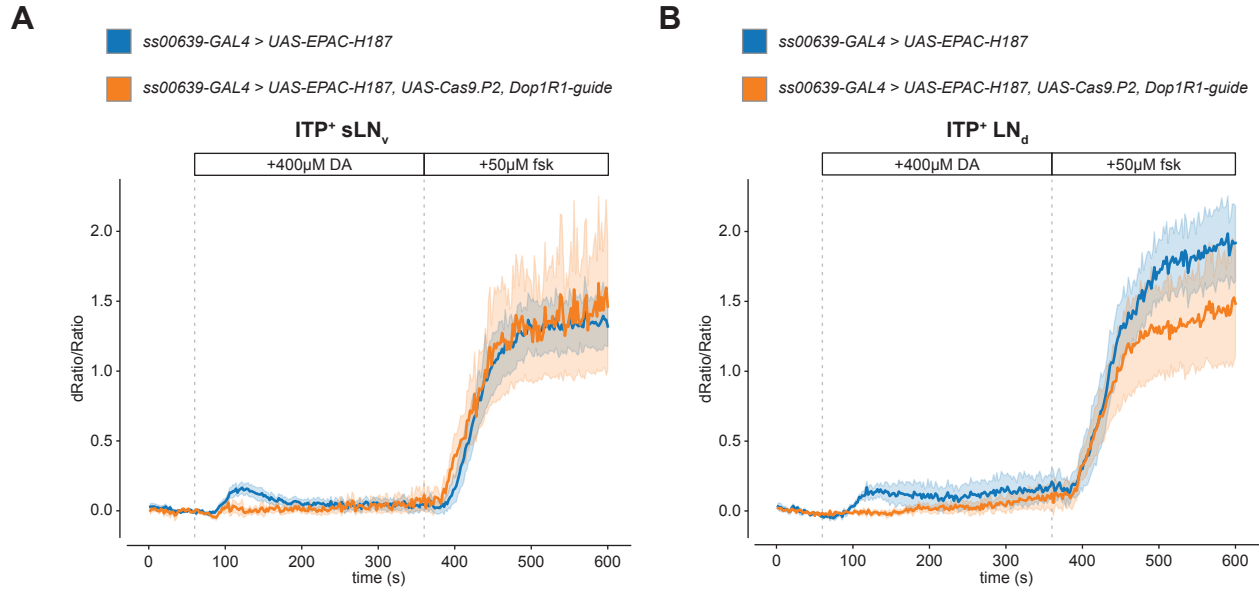 A
ss00639-GAL4 > UAS-EPAC-H187
ss00639-GAL4 > UAS-EPAC-H187, UAS-Cas9.P2, Dop1R1-guide
ITP⁺ sLNᵥ
+400µM DA
+50µM fsk
2.0
1.5
1.0
0.5
0.0
dRatio/Ratio
0
100
200
300
400
500
600
time (s)
B
ss00639-GAL4 > UAS-EPAC-H187
ss00639-GAL4 > UAS-EPAC-H187, UAS-Cas9.P2, Dop1R1-guide
ITP⁺ LN_d
+400µM DA
+50µM fsk
2.0
1.5
1.0
0.5
0.0
dRatio/Ratio
0
100
200
300
400
500
600
time (s)